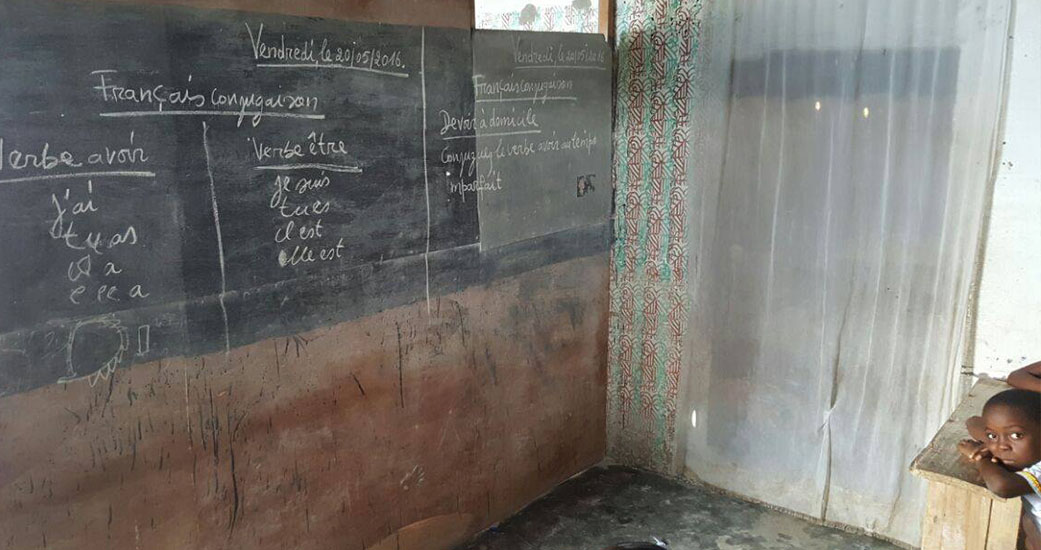 Vendredi, le 20/05/2016.
Français conjugaison
Verbe avoir
j'ai
tu as
il a
elle a
Verbe être
je suis
tu es
il est
elle est
Vendredi, le 20/05/2016
Français conjugaison
Devoir à domicile
Conjuguez le verbe avoir au temps
imparfait